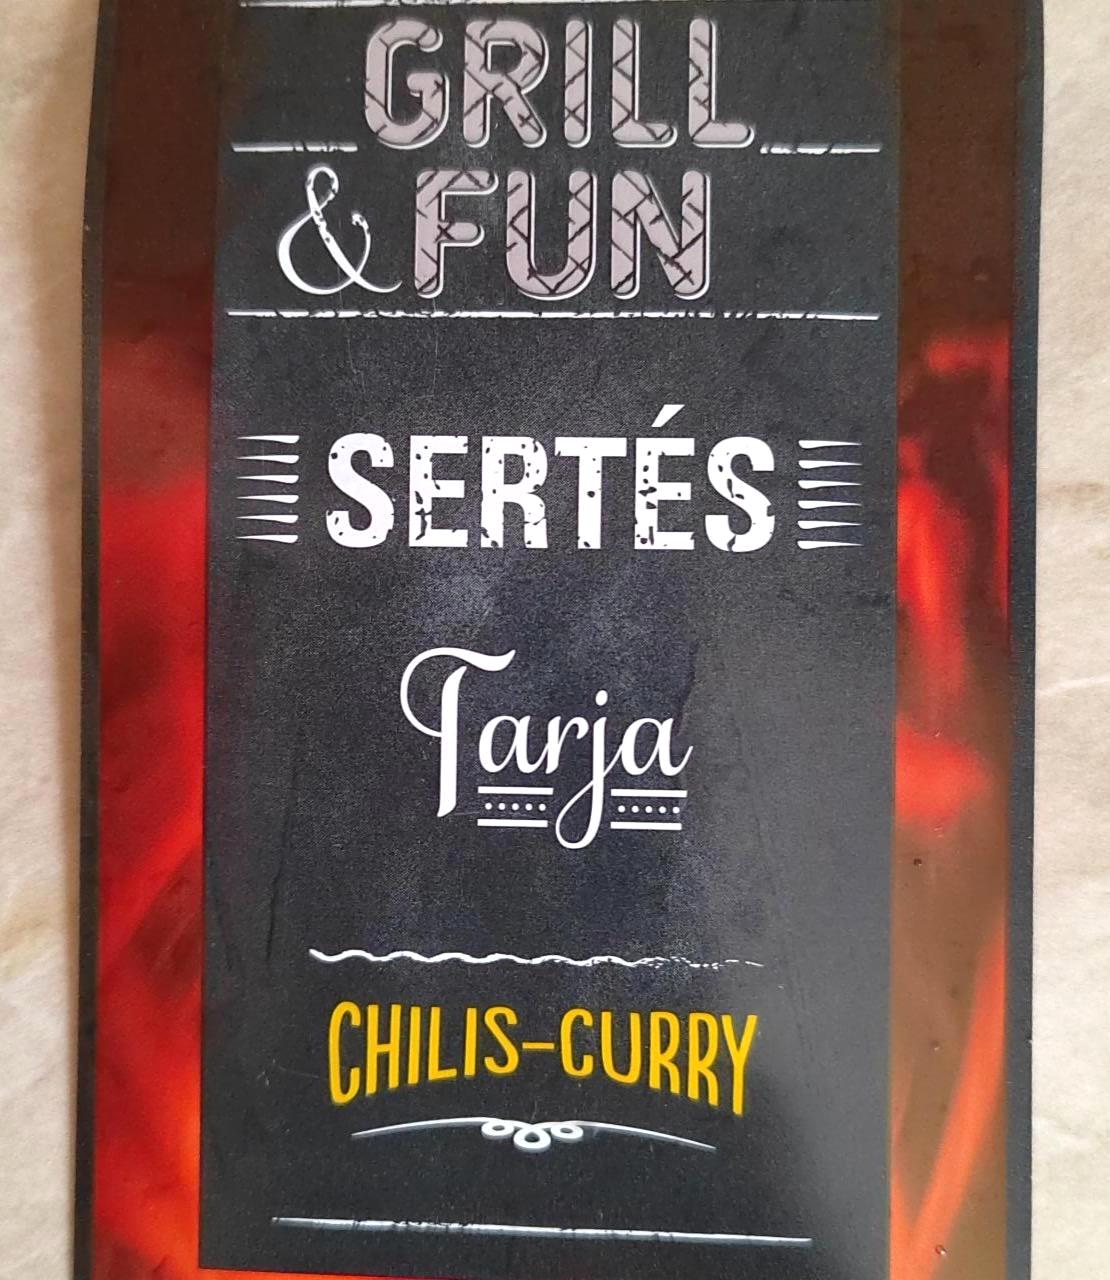 GRILL
& FUN
SERTÉS
Tarja
CHILIS-CURRY